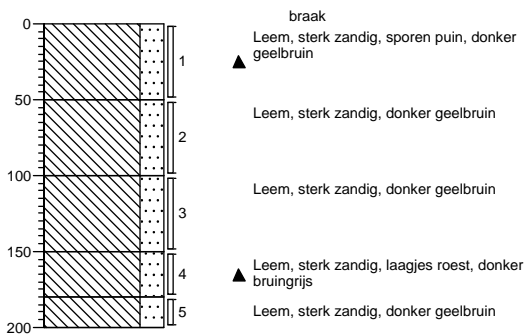 braak
0
Leem, sterk zandig, sporen puin, donker
geelbruin
1
50
Leem, sterk zandig, donker geelbruin
2
100
Leem, sterk zandig, donker geelbruin
3
150
Leem, sterk zandig, laagjes roest, donker
bruingrijs
4
Leem, sterk zandig, donker geelbruin
5
200